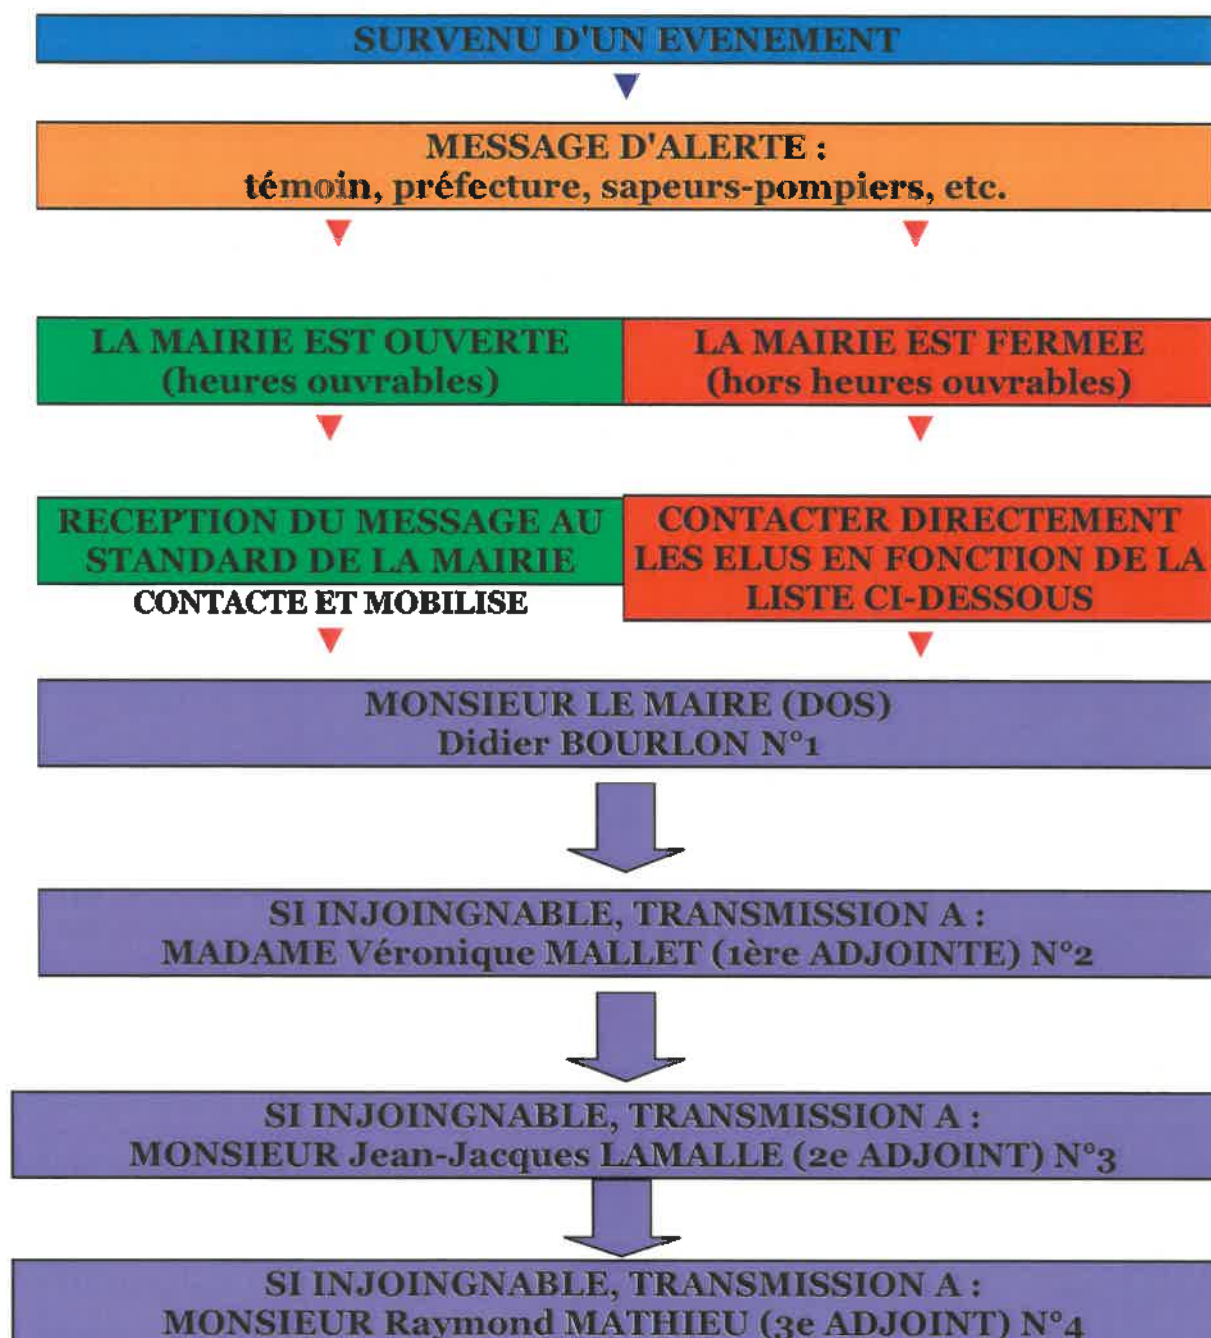 SURVENU D'UN EVENEMENT
MESSAGE D'ALERTE :
témoin, préfecture, sapeurs-pompiers, etc.
LA MAIRIE EST OUVERTE
(heures ouvrables)
LA MAIRIE EST FERMEE
(hors heures ouvrables)
RECEPTION DU MESSAGE AU
STANDARD DE LA MAIRIE
CONTACTE ET MOBILISE
CONTACTER DIRECTEMENT
LES ELUS EN FONCTION DE LA
LISTE CI-DESSOUS
MONSIEUR LE MAIRE (DOS)
Didier BOURLON N°1
SI INJOINGNABLE, TRANSMISSION A :
MADAME Véronique MALLET (1ère ADJOINTE) N°2
SI INJOINGNABLE, TRANSMISSION A :
MONSIEUR Jean-Jacques LAMALLE (2e ADJOINT) N°3
SI INJOINGNABLE, TRANSMISSION A :
MONSIEUR Raymond MATHIEU (3e ADJOINT) N°4